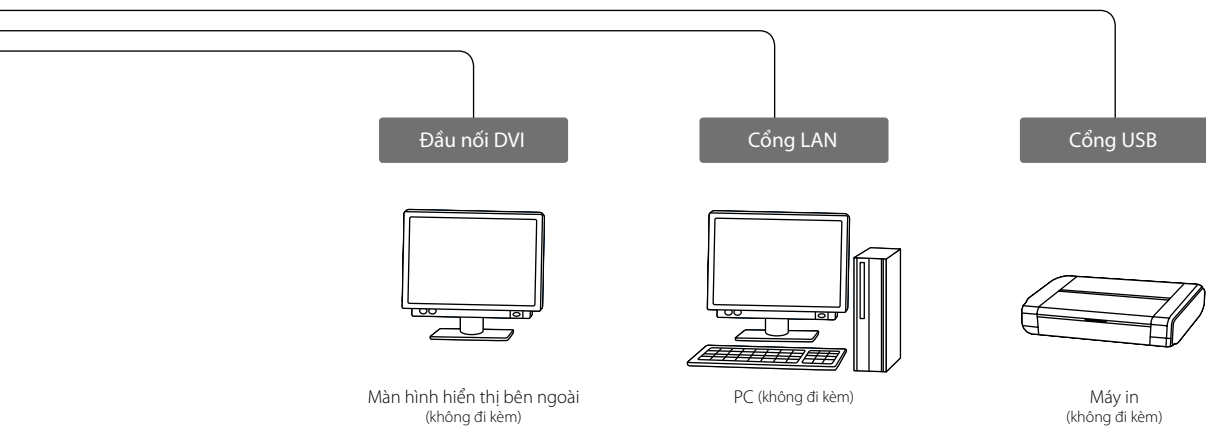 Đầu nối DVI
Cổng LAN
Cổng USB
Màn hình hiển thị bên ngoài
(không đi kèm)
PC (không đi kèm)
Máy in
(không đi kèm)